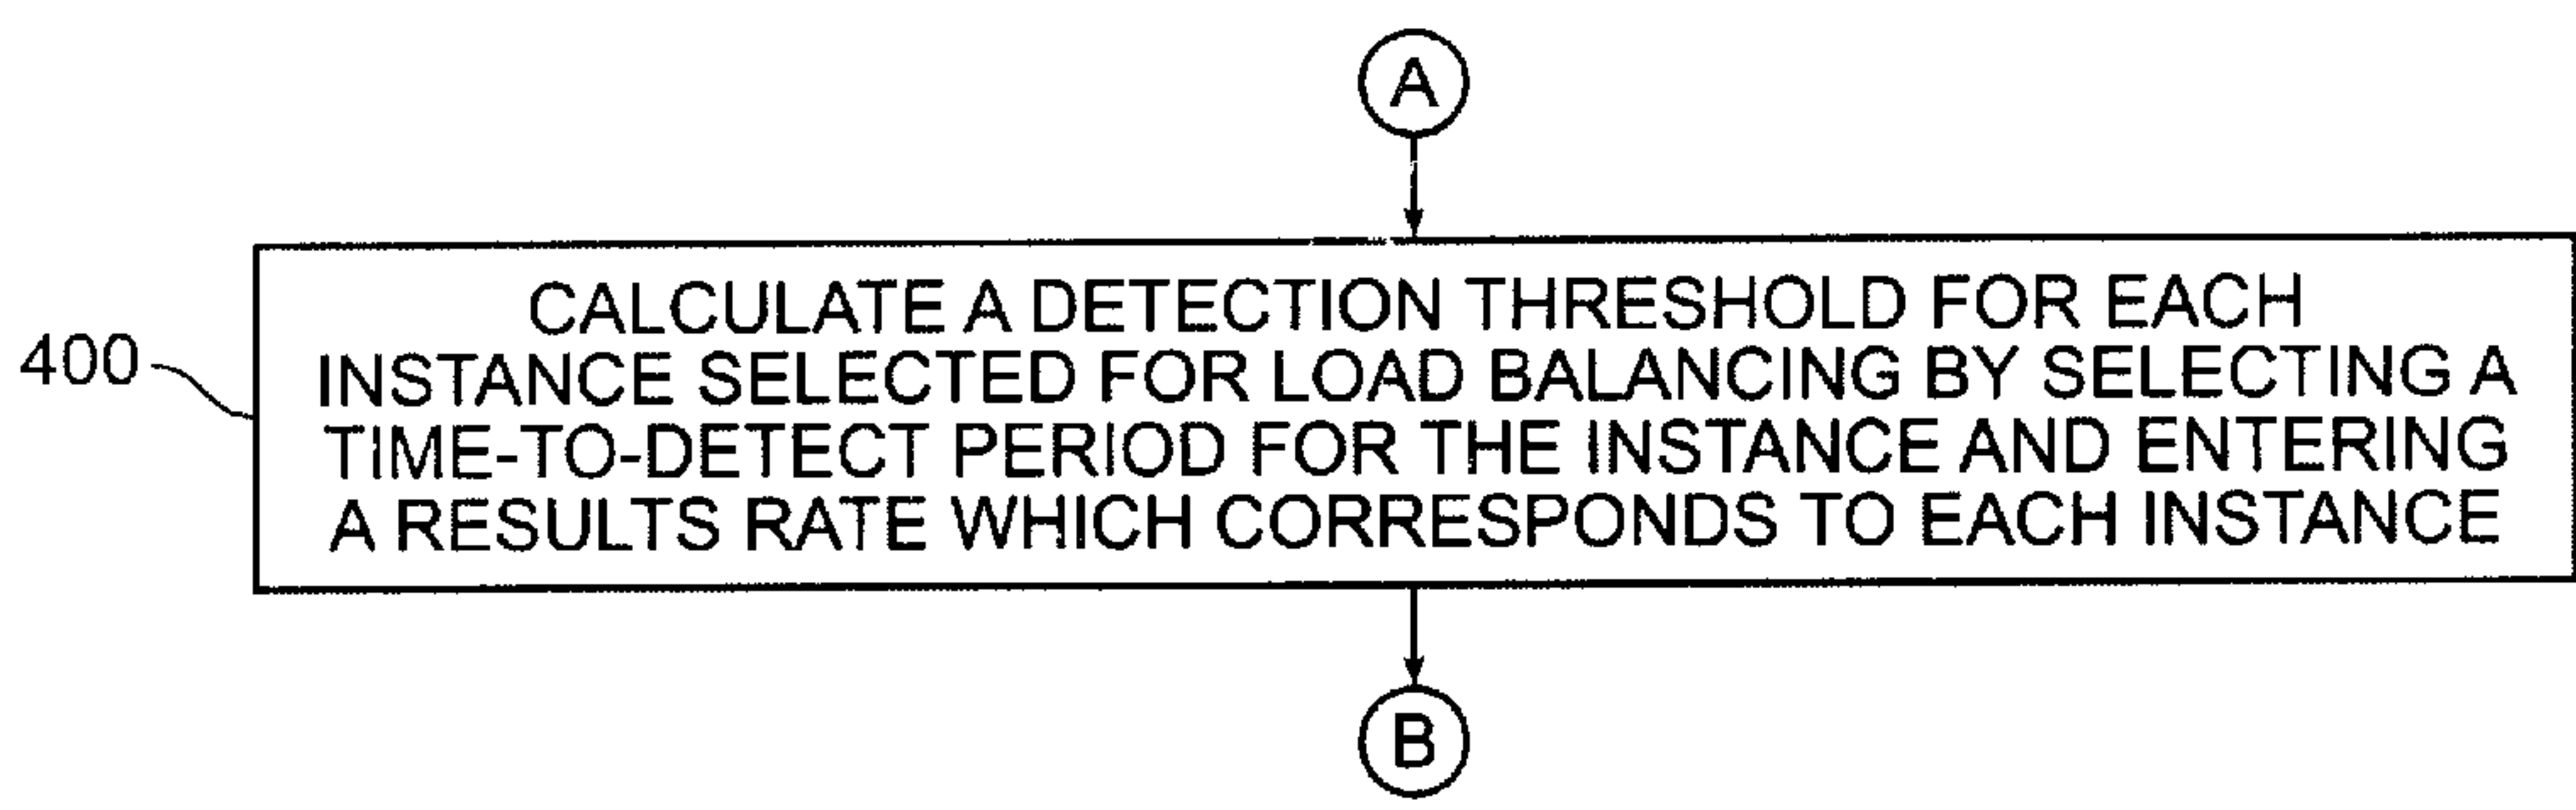 A
CALCULATE A DETECTION THRESHOLD FOR EACH
400
INSTANCE SELECTED FOR LOAD BALANCING BY SELECTING A
TIME-TO-DETECT PERIOD FOR THE INSTANCE AND ENTERING
A RESULTS RATE WHICH CORRESPONDS TO EACH INSTANCE
B